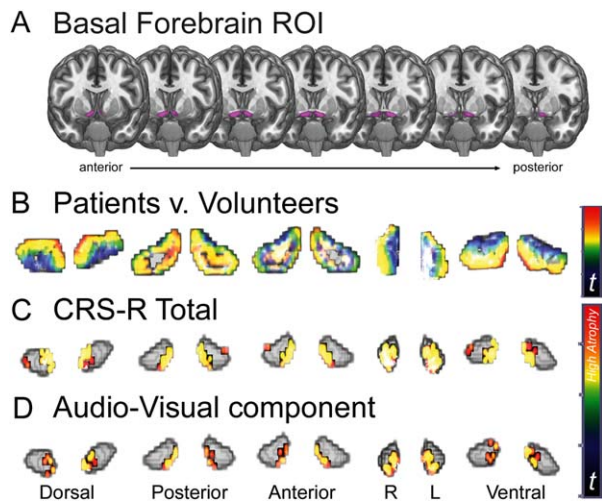 A Basal Forebrain ROI
anterior posterior
B Patients v. Volunteers
t
C CRS-R Total
High Atrophy
D Audio-Visual component
t
Dorsal Posterior Anterior R L Ventral